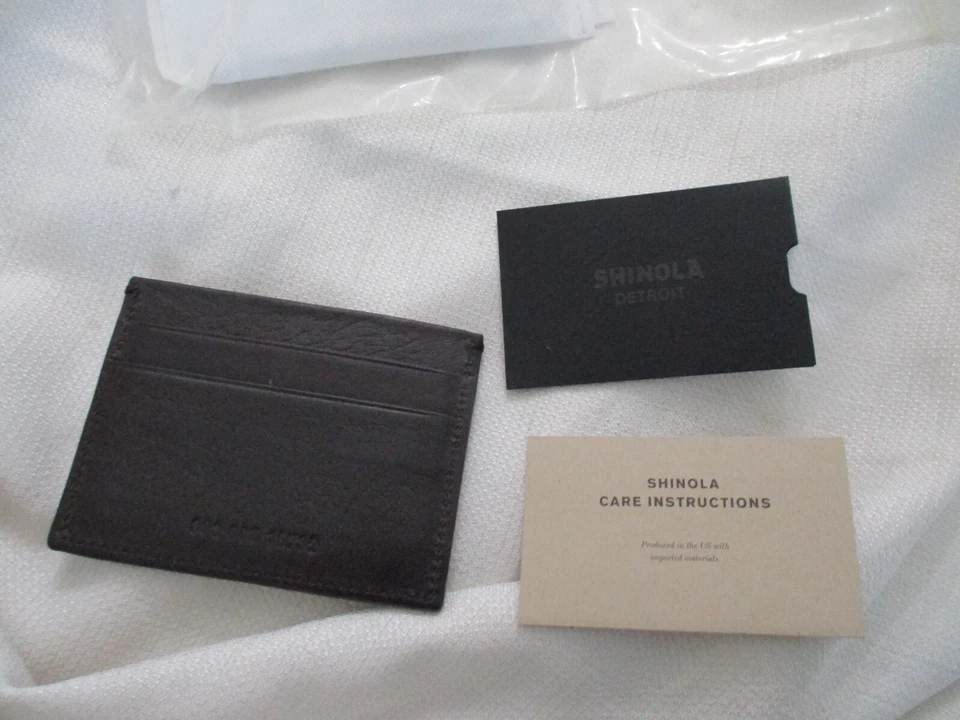 SHINOLA
DETROIT
SHINOLA
CARE INSTRUCTIONS
Produced in the US with
imported materials.